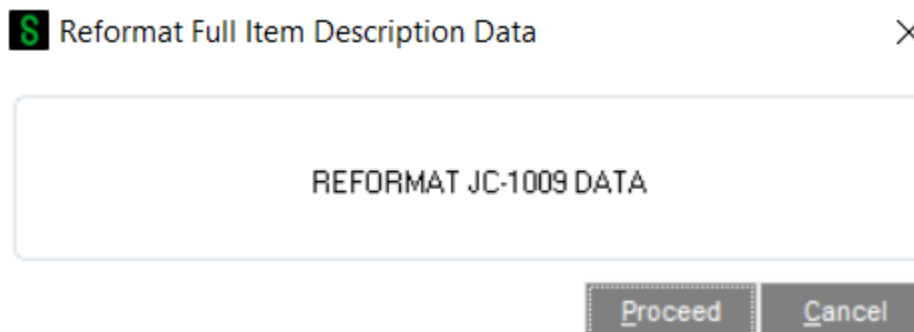 S Reformat Full Item Description Data
REFORMAT JC-1009 DATA
Proceed Cancel